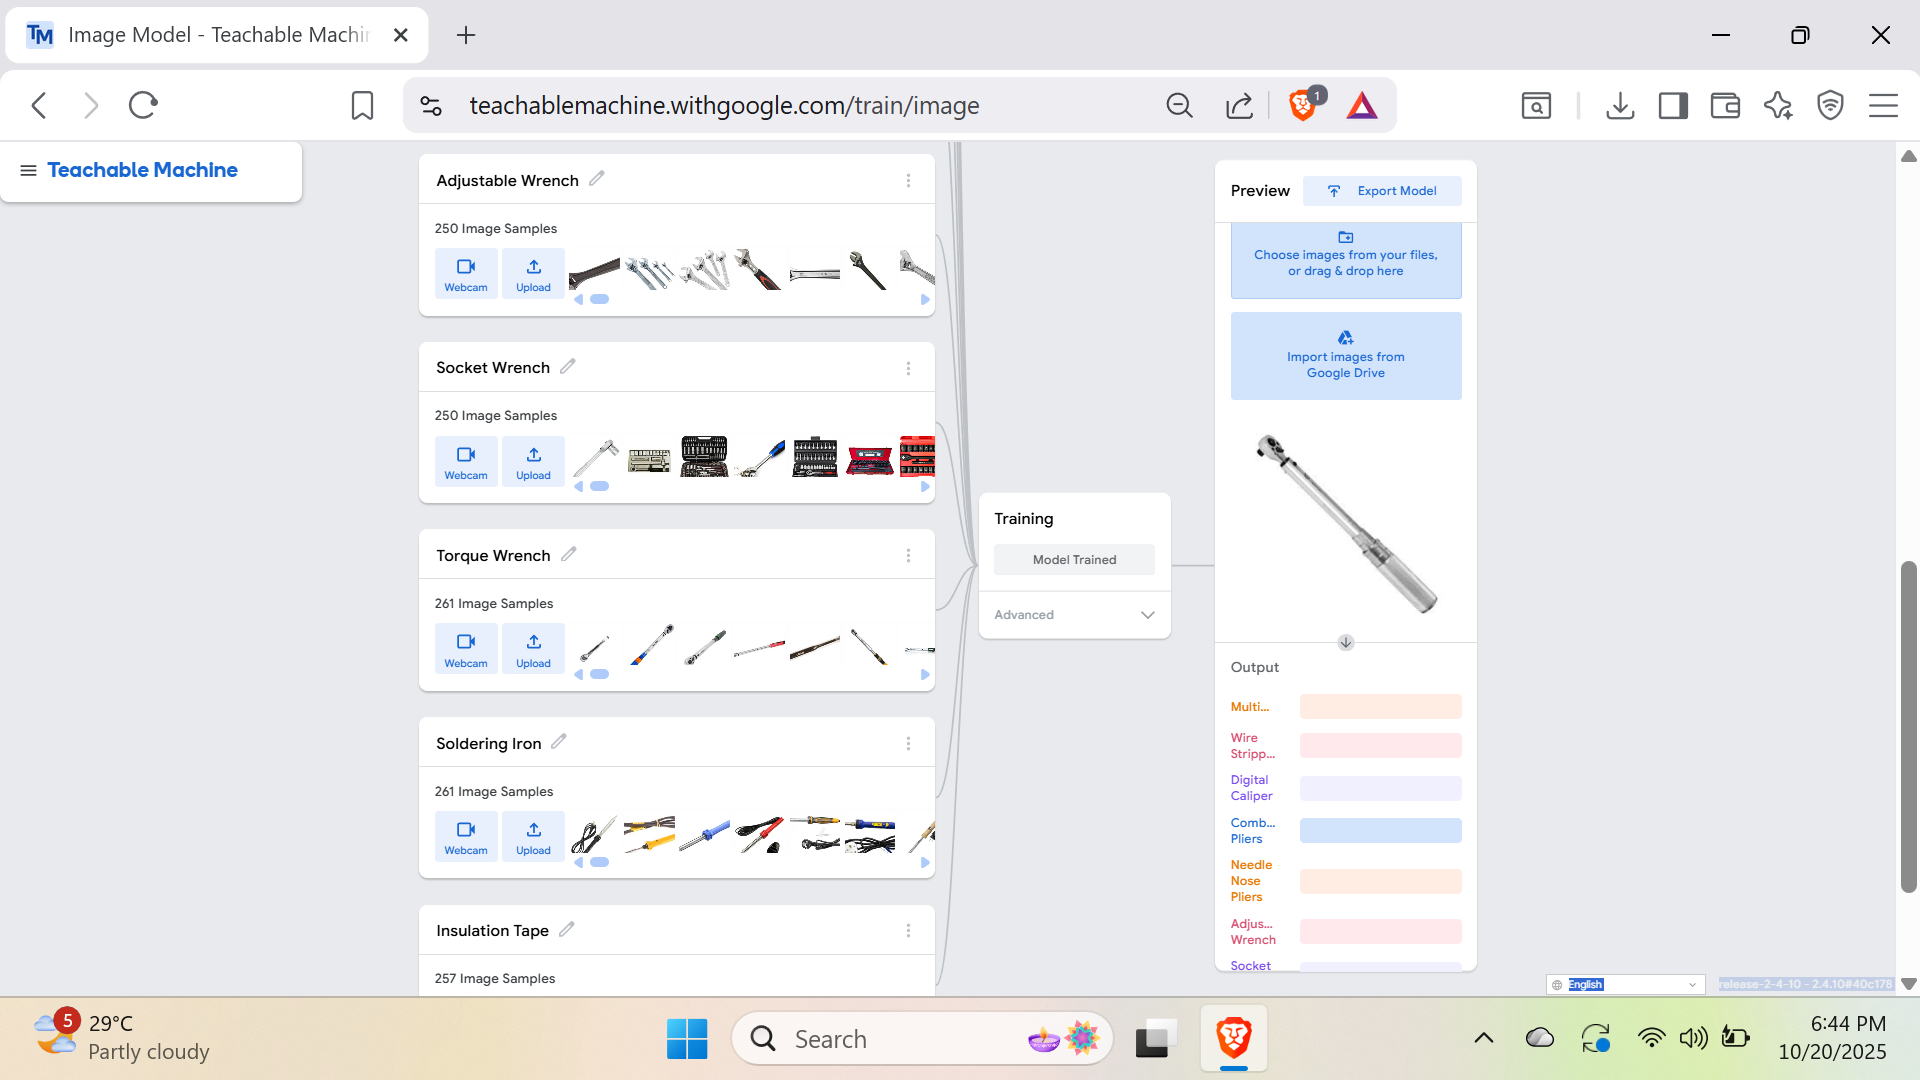 TM Image Model - Teachable Machin
teachablemachine.withgoogle.com/train/image
1
Teachable Machine
Adjustable Wrench
250 Image Samples
Webcam
Upload
Socket Wrench
250 Image Samples
Webcam
Upload
Torque Wrench
261 Image Samples
Webcam
Upload
Soldering Iron
261 Image Samples
Webcam
Upload
Insulation Tape
257 Image Samples
Training
Model Trained
Advanced
Preview
Export Model
Choose images from your files,
or drag & drop here
Import images from
Google Drive
Output
Multi...
Wire
Stripp...
Digital
Caliper
Comb...
Pliers
Needle
Nose
Pliers
Adjus...
Wrench
Socket
English
release-2-4-10 - 2.4.10#40c178
5
29°C
Partly cloudy
Search
6:44 PM
10/20/2025